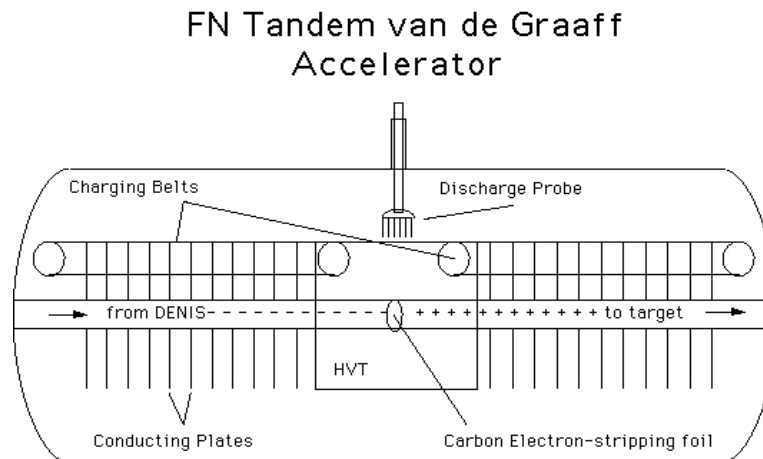 FN Tandem van de Graaff
Accelerator
Charging Belts
Discharge Probe
from DENIS
to target
HVT
Conducting Plates
Carbon Electron-stripping foil